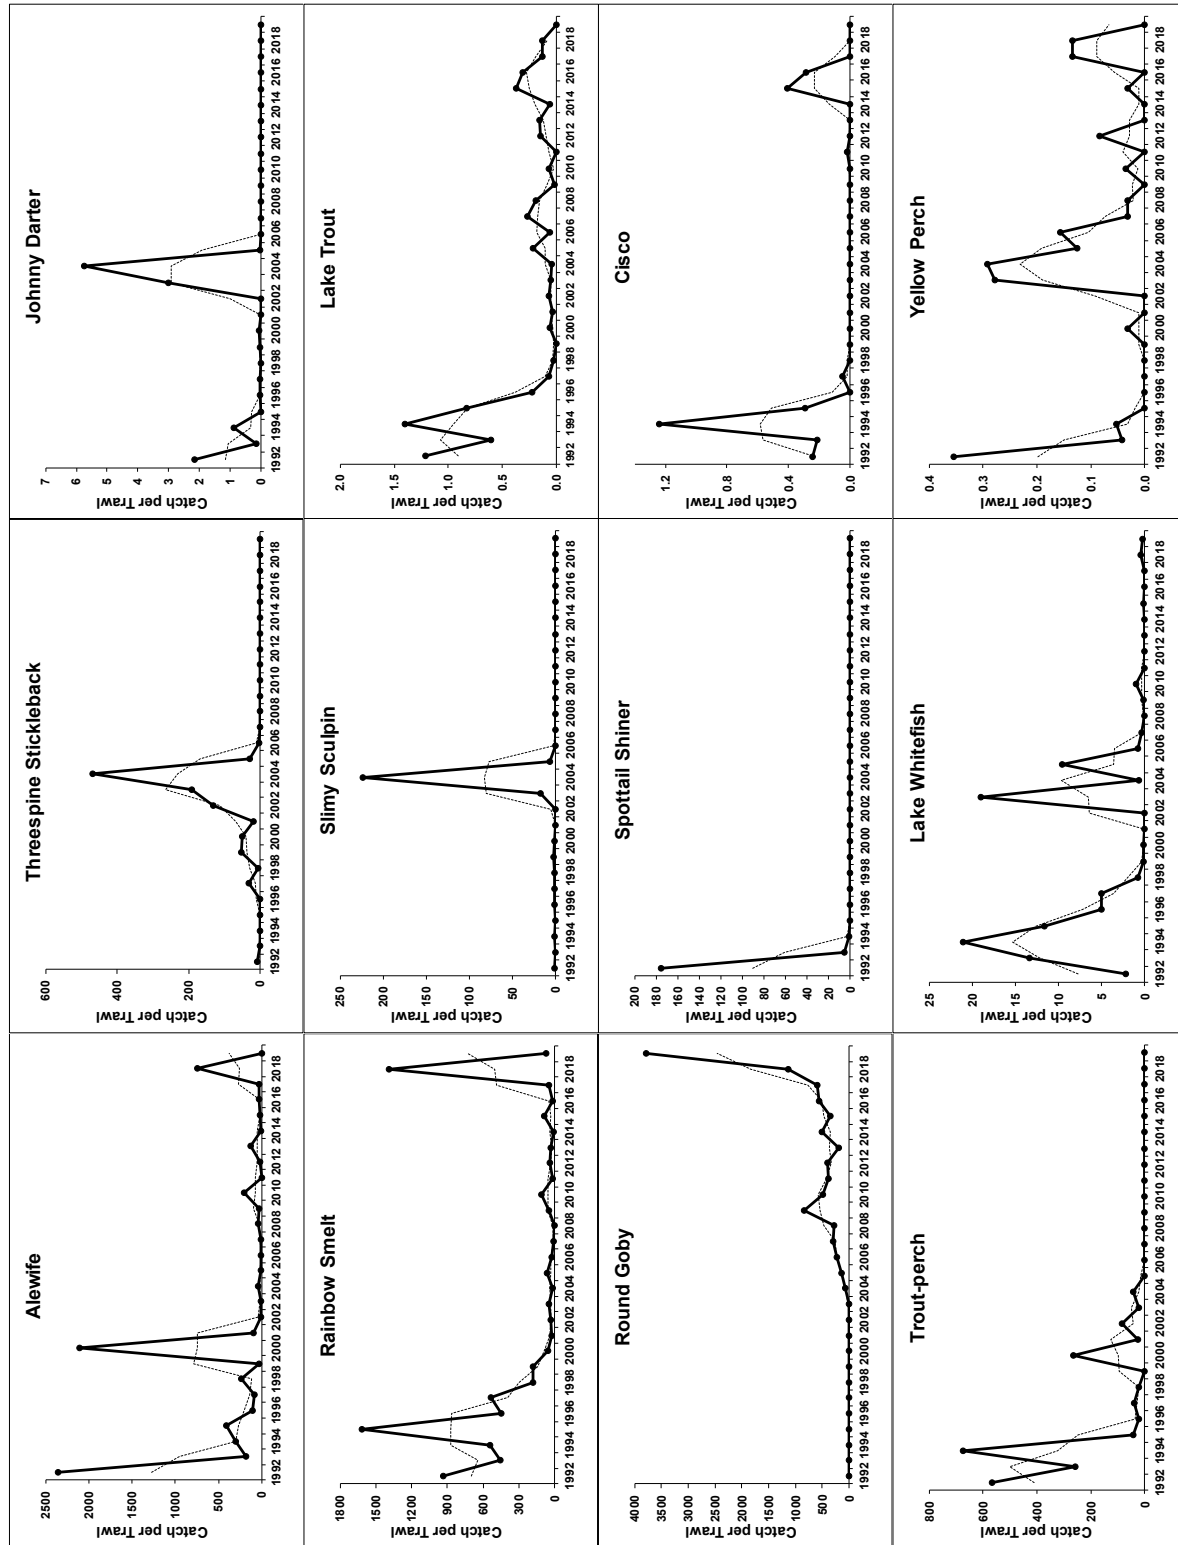 Alewife
Catch per Trawl
2500
2000
1500
1000
500
0
1992 1994 1996 1998 2000 2002 2004 2006 2008 2010 2012 2014 2016 2018
Threespine Stickleback
Catch per Trawl
600
400
200
0
1992 1994 1996 1998 2000 2002 2004 2006 2008 2010 2012 2014 2016 2018
Johnny Darter
Catch per Trawl
7
6
5
4
3
2
1
0
1992 1994 1996 1998 2000 2002 2004 2006 2008 2010 2012 2014 2016 2018
Rainbow Smelt
Catch per Trawl
1800
1500
1200
900
600
300
0
1992 1994 1996 1998 2000 2002 2004 2006 2008 2010 2012 2014 2016 2018
Slimy Sculpin
Catch per Trawl
250
200
150
100
50
0
1992 1994 1996 1998 2000 2002 2004 2006 2008 2010 2012 2014 2016 2018
Lake Trout
Catch per Trawl
2.0
1.5
1.0
0.5
0.0
1992 1994 1996 1998 2000 2002 2004 2006 2008 2010 2012 2014 2016 2018
Round Goby
Catch per Trawl
4000
3500
3000
2500
2000
1500
1000
500
0
1992 1994 1996 1998 2000 2002 2004 2006 2008 2010 2012 2014 2016 2018
Spottail Shiner
Catch per Trawl
200
180
160
140
120
100
80
60
40
20
0
1992 1994 1996 1998 2000 2002 2004 2006 2008 2010 2012 2014 2016 2018
Cisco
Catch per Trawl
1.2
0.8
0.4
0.0
1992 1994 1996 1998 2000 2002 2004 2006 2008 2010 2012 2014 2016 2018
Trout-perch
Catch per Trawl
800
600
400
200
0
1992 1994 1996 1998 2000 2002 2004 2006 2008 2010 2012 2014 2016 2018
Lake Whitefish
Catch per Trawl
25
20
15
10
5
0
1992 1994 1996 1998 2000 2002 2004 2006 2008 2010 2012 2014 2016 2018
Yellow Perch
Catch per Trawl
0.4
0.3
0.2
0.1
0.0
1992 1994 1996 1998 2000 2002 2004 2006 2008 2010 2012 2014 2016 2018